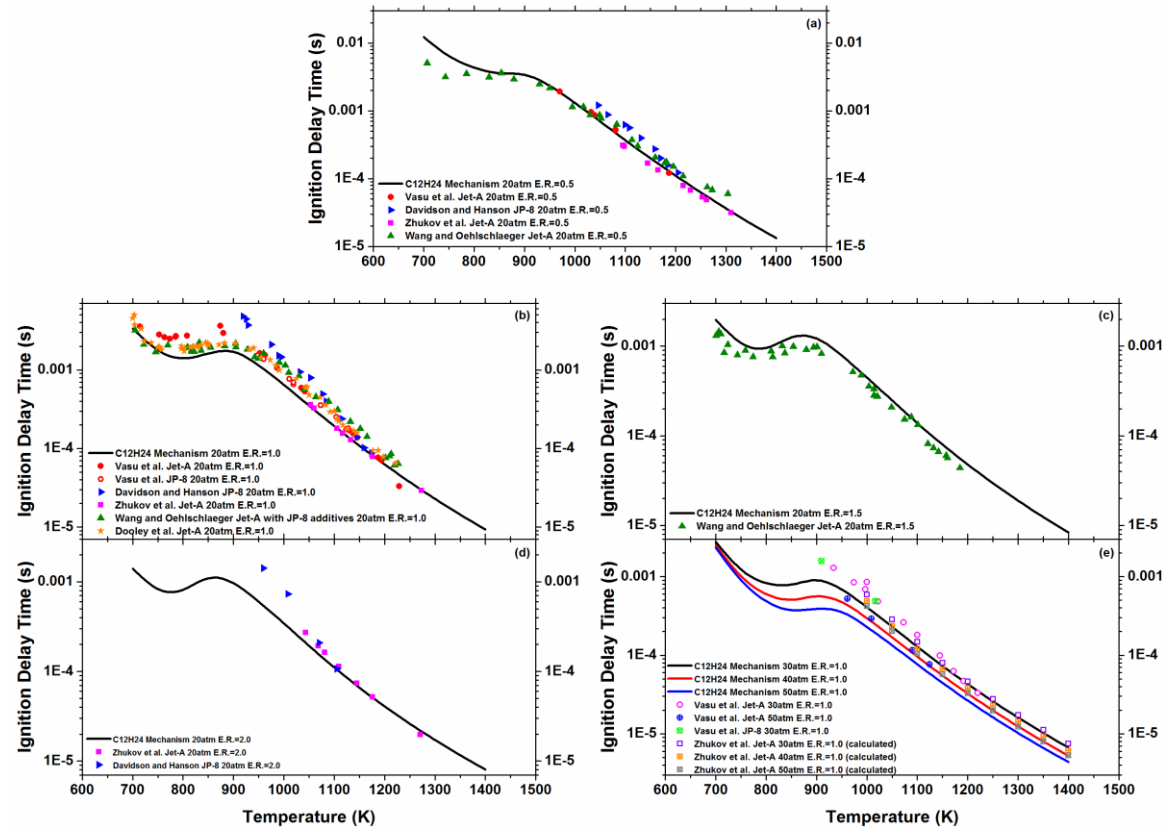 (a)
Ignition Delay Time (s)
0.01
0.001
1E-4
1E-5
0.01
0.001
1E-4
1E-5
C12H24 Mechanism 20atm E.R.=0.5
Vasu et al. Jet-A 20atm E.R.=0.5
Davidson and Hanson JP-8 20atm E.R.=0.5
Zhukov et al. Jet-A 20atm E.R.=0.5
Wang and Oehlschlaeger Jet-A 20atm E.R.=0.5
600 700 800 900 1000 1100 1200 1300 1400 1500
(b)
Ignition Delay Time (s)
0.001
1E-4
1E-5
0.001
1E-4
1E-5
C12H24 Mechanism 20atm E.R.=1.0
Vasu et al. Jet-A 20atm E.R.=1.0
Vasu et al. JP-8 20atm E.R.=1.0
Davidson and Hanson JP-8 20atm E.R.=1.0
Zhukov et al. Jet-A 20atm E.R.=1.0
Wang and Oehlschlaeger Jet-A with JP-8 additives 20atm E.R.=1.0
Dooley et al. Jet-A 20atm E.R.=1.0
(c)
Ignition Delay Time (s)
0.001
1E-4
1E-5
0.001
1E-4
1E-5
C12H24 Mechanism 20atm E.R.=1.5
Wang and Oehlschlaeger Jet-A 20atm E.R.=1.5
(d)
Ignition Delay Time (s)
0.001
1E-4
1E-5
0.001
1E-4
1E-5
C12H24 Mechanism 20atm E.R.=2.0
Zhukov et al. Jet-A 20atm E.R.=2.0
Davidson and Hanson JP-8 20atm E.R.=2.0
600 700 800 900 1000 1100 1200 1300 1400 1500
Temperature (K)
(e)
Ignition Delay Time (s)
0.001
1E-4
1E-5
0.001
1E-4
1E-5
C12H24 Mechanism 30atm E.R.=1.0
C12H24 Mechanism 40atm E.R.=1.0
C12H24 Mechanism 50atm E.R.=1.0
Vasu et al. Jet-A 30atm E.R.=1.0
Vasu et al. Jet-A 50atm E.R.=1.0
Vasu et al. JP-8 30atm E.R.=1.0
Zhukov et al. Jet-A 30atm E.R.=1.0 (calculated)
Zhukov et al. Jet-A 40atm E.R.=1.0 (calculated)
Zhukov et al. Jet-A 50atm E.R.=1.0 (calculated)
600 700 800 900 1000 1100 1200 1300 1400 1500
Temperature (K)